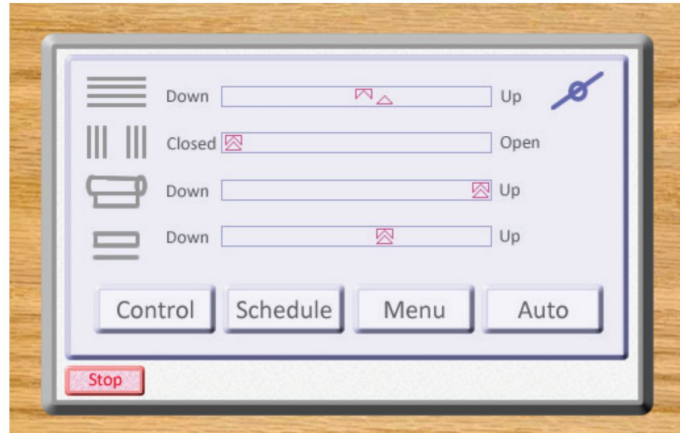 Down Up
Closed Open
Down Up
Down Up
Control Schedule Menu Auto
Stop